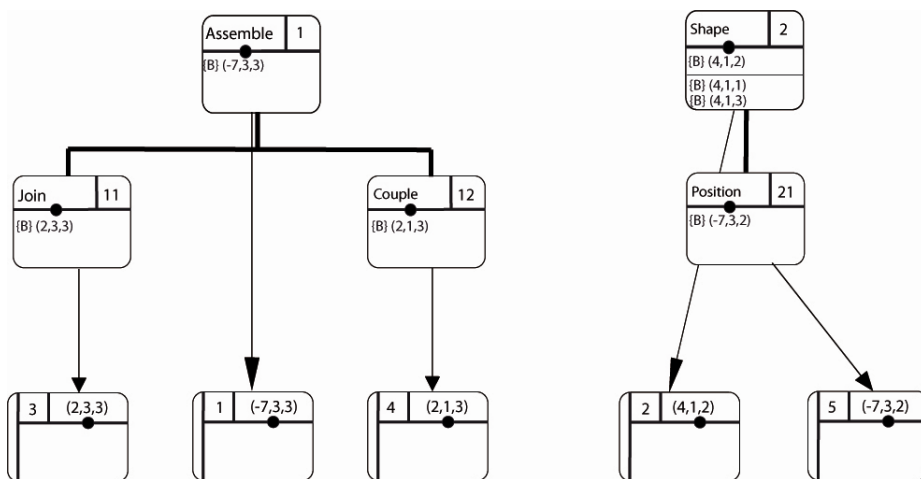 Assemble 1
{B} (-7,3,3)
Shape 2
{B} (4,1,2)
{B} (4,1,1)
{B} (4,1,3)
Join 11
{B} (2,3,3)
Couple 12
{B} (2,1,3)
Position 21
{B} (-7,3,2)
3 (2,3,3)
1 (-7,3,3)
4 (2,1,3)
2 (4,1,2)
5 (-7,3,2)